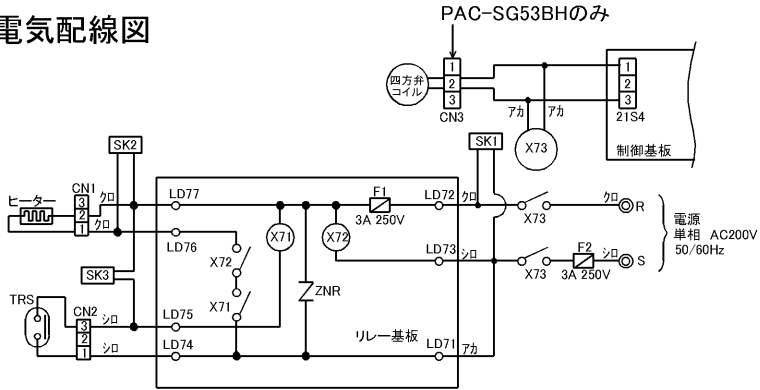 電気配線図
PAC-SG53BHのみ
四方弁
コイル
1
2
3
CN3
アカ
アカ
X73
1
2
3
21S4
制御基板
SK2
SK1
ヒーター
CN1
3
2
1
クロ
クロ
LD77
LD76
F1
3A 250V
LD72
クロ
X73
クロ
R
電源
単相 AC200V
50/60Hz
X71
X72
LD73
シロ
X73
F2
3A 250V
シロ
S
SK3
X72
X71
ZNR
TRS
CN2
3
2
1
シロ
シロ
LD75
LD74
リレー基板
LD71
アカ